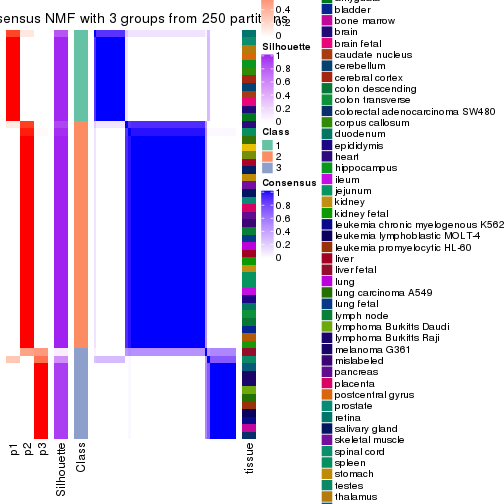 sensus NMF with 3 groups from 250 partitions
p1
p2
p3
Silhouette
Class
tissue
0.4
0.2
0
Silhouette
1
0.8
0.6
0.4
0.2
0
Class
1
2
3
Consensus
1
0.8
0.6
0.4
0.2
0
bladder
bone marrow
brain
brain fetal
caudate nucleus
cerebellum
cerebral cortex
colon descending
colon transverse
colorectal adenocarcinoma SW480
corpus callosum
duodenum
epididymis
heart
hippocampus
ileum
jejunum
kidney
kidney fetal
leukemia chronic myelogenous K562
leukemia lymphoblastic MOLT-4
leukemia promyelocytic HL-60
liver
liver fetal
lung
lung carcinoma A549
lung fetal
lymph node
lymphoma Burkitts Daudi
lymphoma Burkitts Raji
melanoma G361
mislabeled
pancreas
placenta
postcentral gyrus
prostate
retina
salivary gland
skeletal muscle
spinal cord
spleen
stomach
testes
thalamus